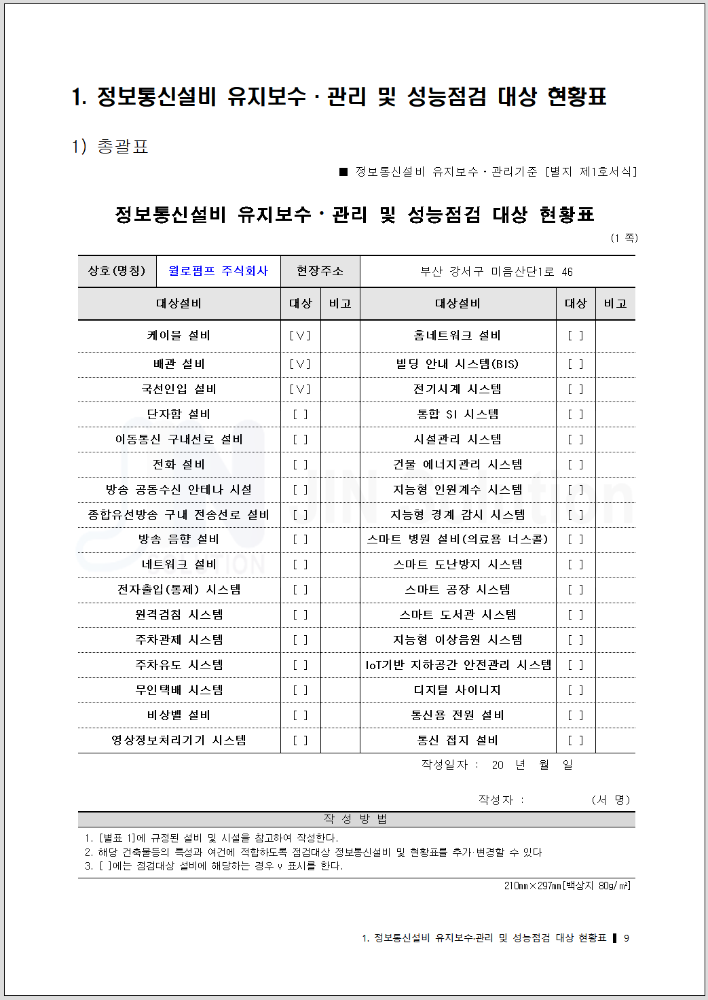 1. 정보통신설비 유지보수·관리 및 성능점검 대상 현황표
1) 총괄표
■ 정보통신설비 유지보수·관리기준 [별지 제1호서식]
정보통신설비 유지보수·관리 및 성능점검 대상 현황표
(1 쪽)
상호(명칭) 윌로펌프 주식회사 현장주소 부산 강서구 미음산단1로 46
대상설비 대상 비고 대상설비 대상 비고
케이블 설비 [∨] 홈네트워크 설비 [ ]
배관 설비 [∨] 빌딩 안내 시스템(BIS) [ ]
국선인입 설비 [∨] 전기시계 시스템 [ ]
단자함 설비 [ ] 통합 SI 시스템 [ ]
이동통신 구내선로 설비 [ ] 시설관리 시스템 [ ]
전화 설비 [ ] 건물 에너지관리 시스템 [ ]
방송 공동수신 안테나 시설 [ ] 지능형 인원계수 시스템 [ ]
종합유선방송 구내 전송선로 설비 [ ] 지능형 경계 감시 시스템 [ ]
방송 음향 설비 [ ] 스마트 병원 설비(의료용 너스콜) [ ]
네트워크 설비 [ ] 스마트 도난방지 시스템 [ ]
전자출입(통제) 시스템 [ ] 스마트 공장 시스템 [ ]
원격검침 시스템 [ ] 스마트 도서관 시스템 [ ]
주차관제 시스템 [ ] 지능형 이상음원 시스템 [ ]
주차유도 시스템 [ ] IoT기반 지하공간 안전관리 시스템 [ ]
무인택배 시스템 [ ] 디지털 사이니지 [ ]
비상벨 설비 [ ] 통신용 전원 설비 [ ]
영상정보처리기기 시스템 [ ] 통신 접지 설비 [ ]
JIN Solution
SOLUTION
작성일자 : 20 년 월 일
작성자 : (서 명)
작 성 방 법
1. [별표 1]에 규정된 설비 및 시설을 참고하여 작성한다.
2. 해당 건축물등의 특성과 여건에 적합하도록 점검대상 정보통신설비 및 현황표를 추가·변경할 수 있다
3. [ ]에는 점검대상 설비에 해당하는 경우 v 표시를 한다.
210㎜×297㎜[백상지 80g/㎡]
1. 정보통신설비 유지보수·관리 및 성능점검 대상 현황표 ▌ 9